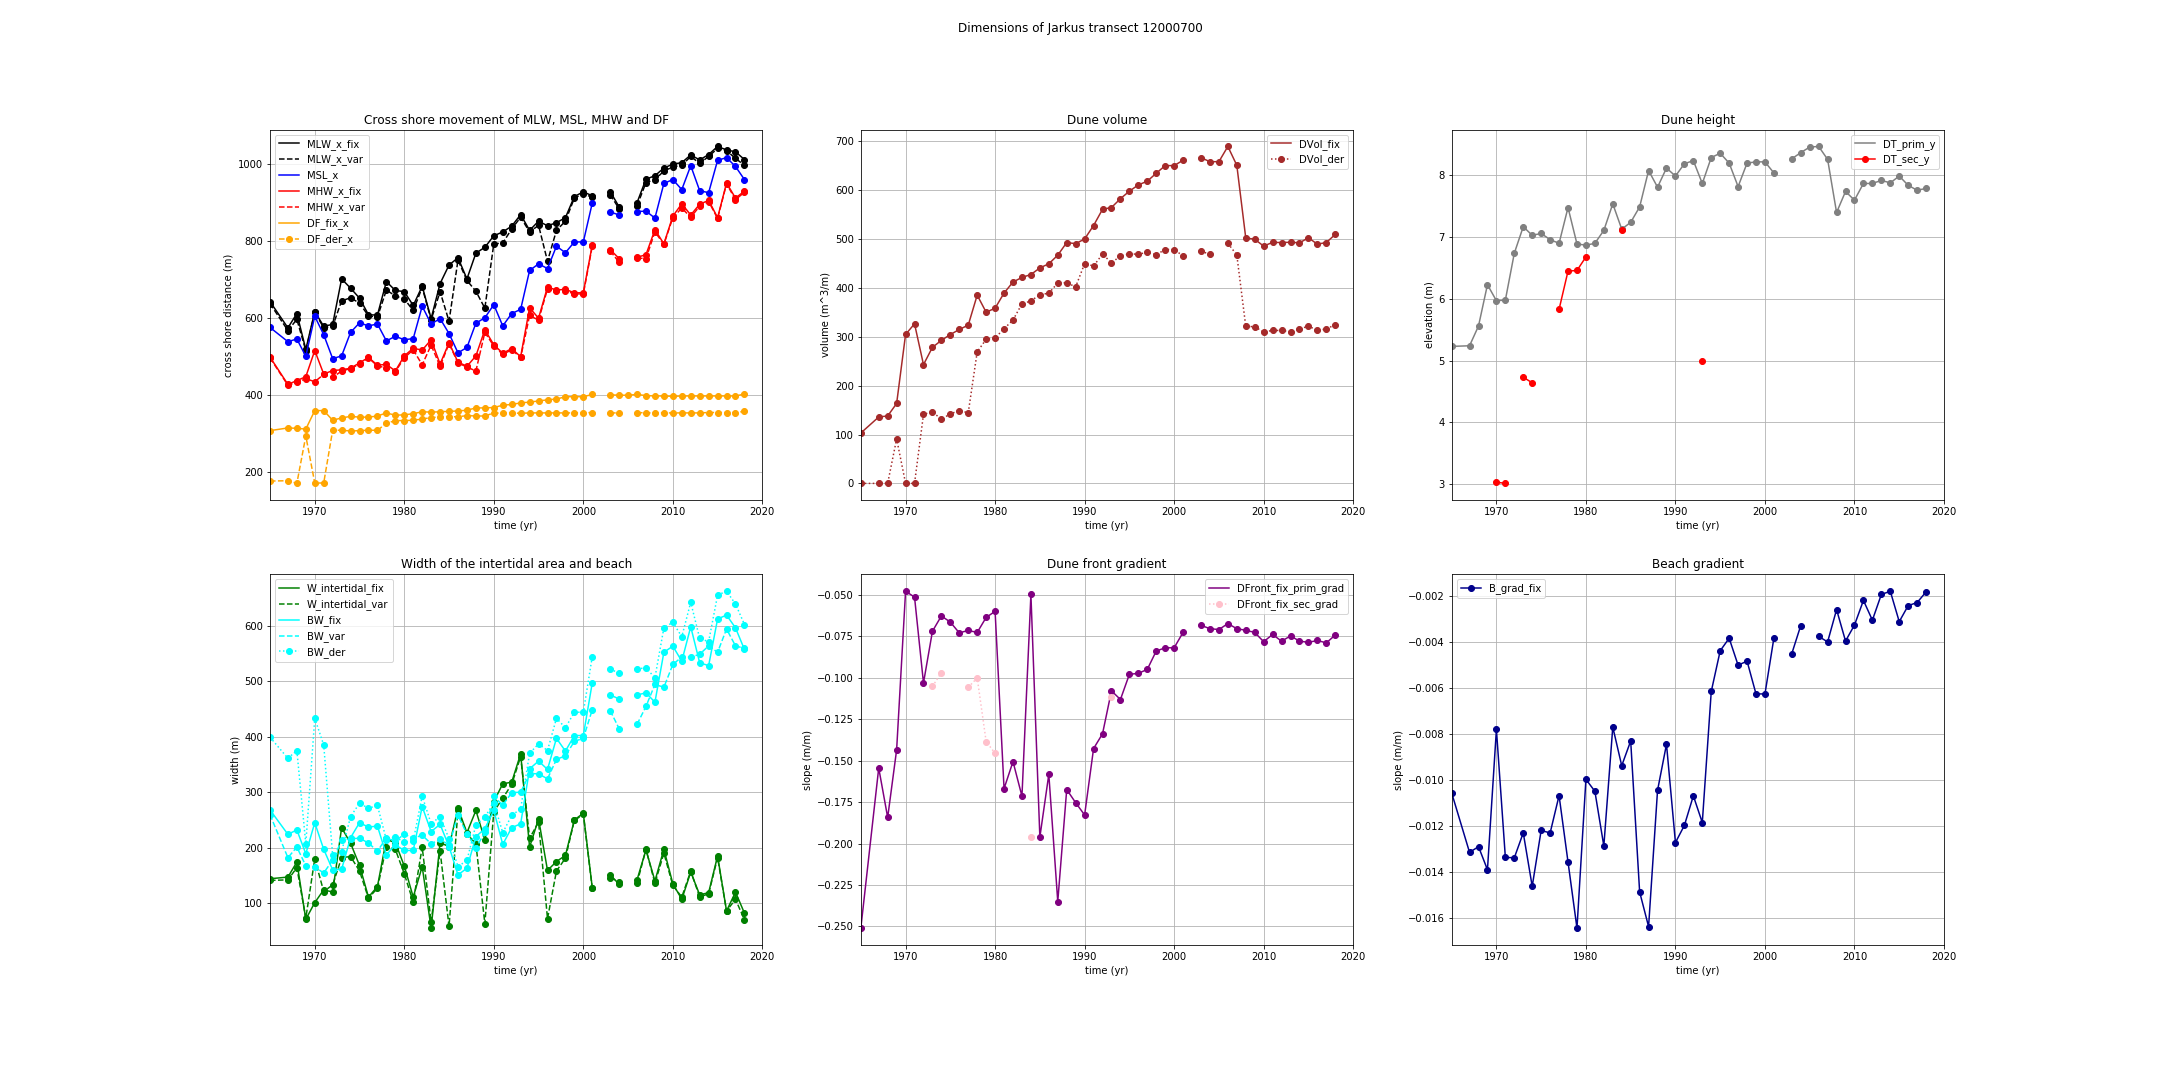 Dimensions of Jarkus transect 12000700
Cross shore movement of MLW, MSL, MHW and DF
MLW_x_fix
MLW_x_var
MSL_x
MHW_x_fix
MHW_x_var
DF_fix_x
DF_der_x
cross shore distance (m)
1000
800
600
400
200
1970 1980 1990 2000 2010 2020
time (yr)
Dune volume
DVol_fix
DVol_der
volume (m^3/m)
700
600
500
400
300
200
100
0
1970 1980 1990 2000 2010 2020
time (yr)
Dune height
DT_prim_y
DT_sec_y
elevation (m)
8
7
6
5
4
3
1970 1980 1990 2000 2010 2020
time (yr)
Width of the intertidal area and beach
W_intertidal_fix
W_intertidal_var
BW_fix
BW_var
BW_der
width (m)
600
500
400
300
200
100
1970 1980 1990 2000 2010 2020
time (yr)
Dune front gradient
DFront_fix_prim_grad
DFront_fix_sec_grad
slope (m/m)
−0.050
−0.075
−0.100
−0.125
−0.150
−0.175
−0.200
−0.225
−0.250
1970 1980 1990 2000 2010 2020
time (yr)
Beach gradient
B_grad_fix
slope (m/m)
−0.002
−0.004
−0.006
−0.008
−0.010
−0.012
−0.014
−0.016
1970 1980 1990 2000 2010 2020
time (yr)